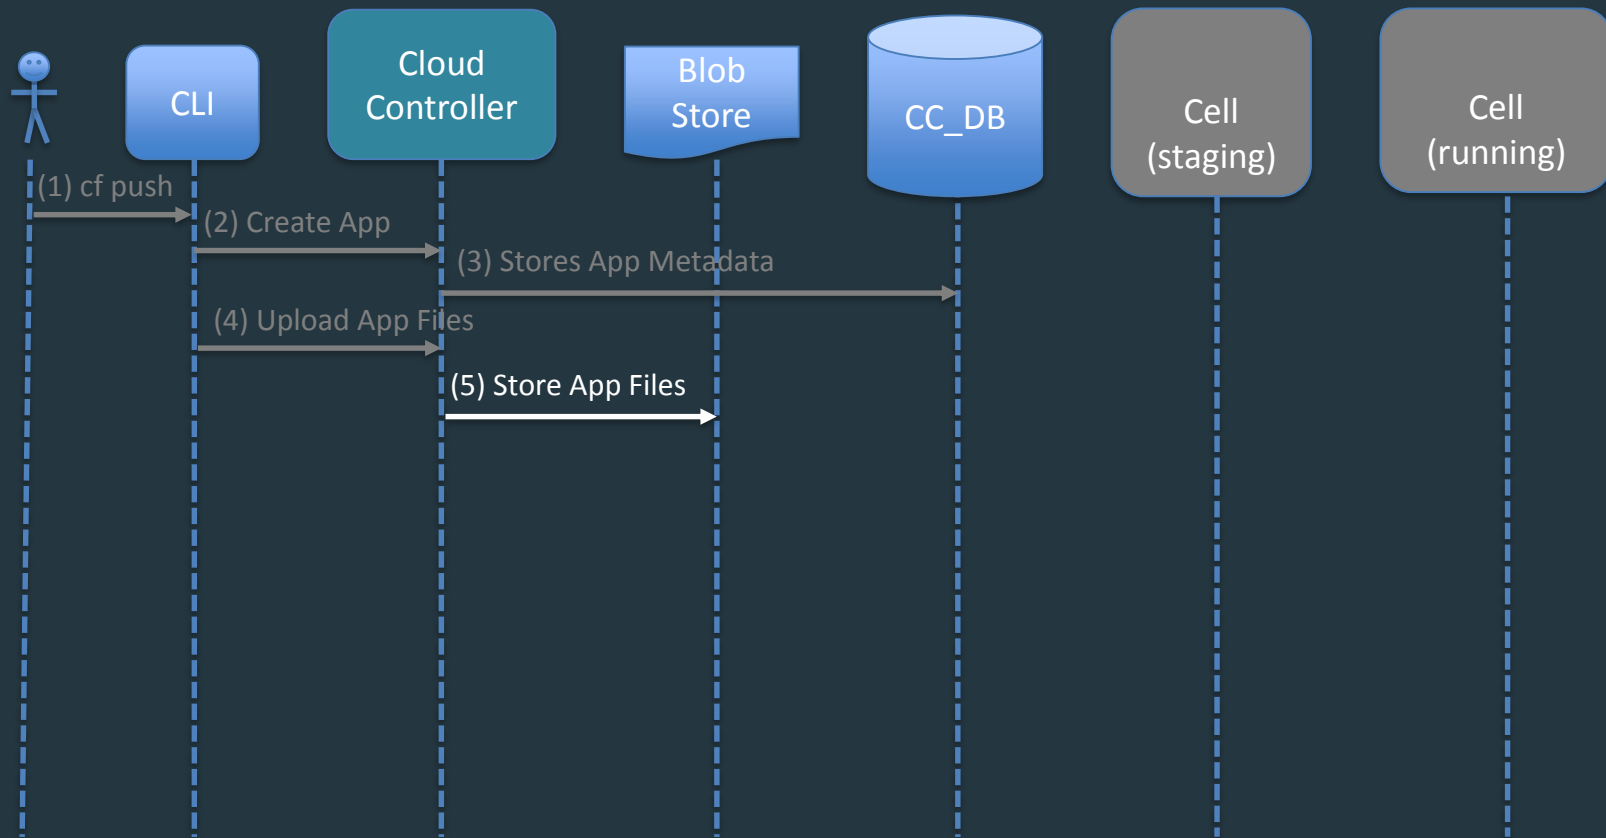 CLI
Cloud
Controller
Blob
Store
CC_DB
Cell
(staging)
Cell
(running)
(1) cf push
(2) Create App
(3) Stores App Metadata
(4) Upload App Files
(5) Store App Files